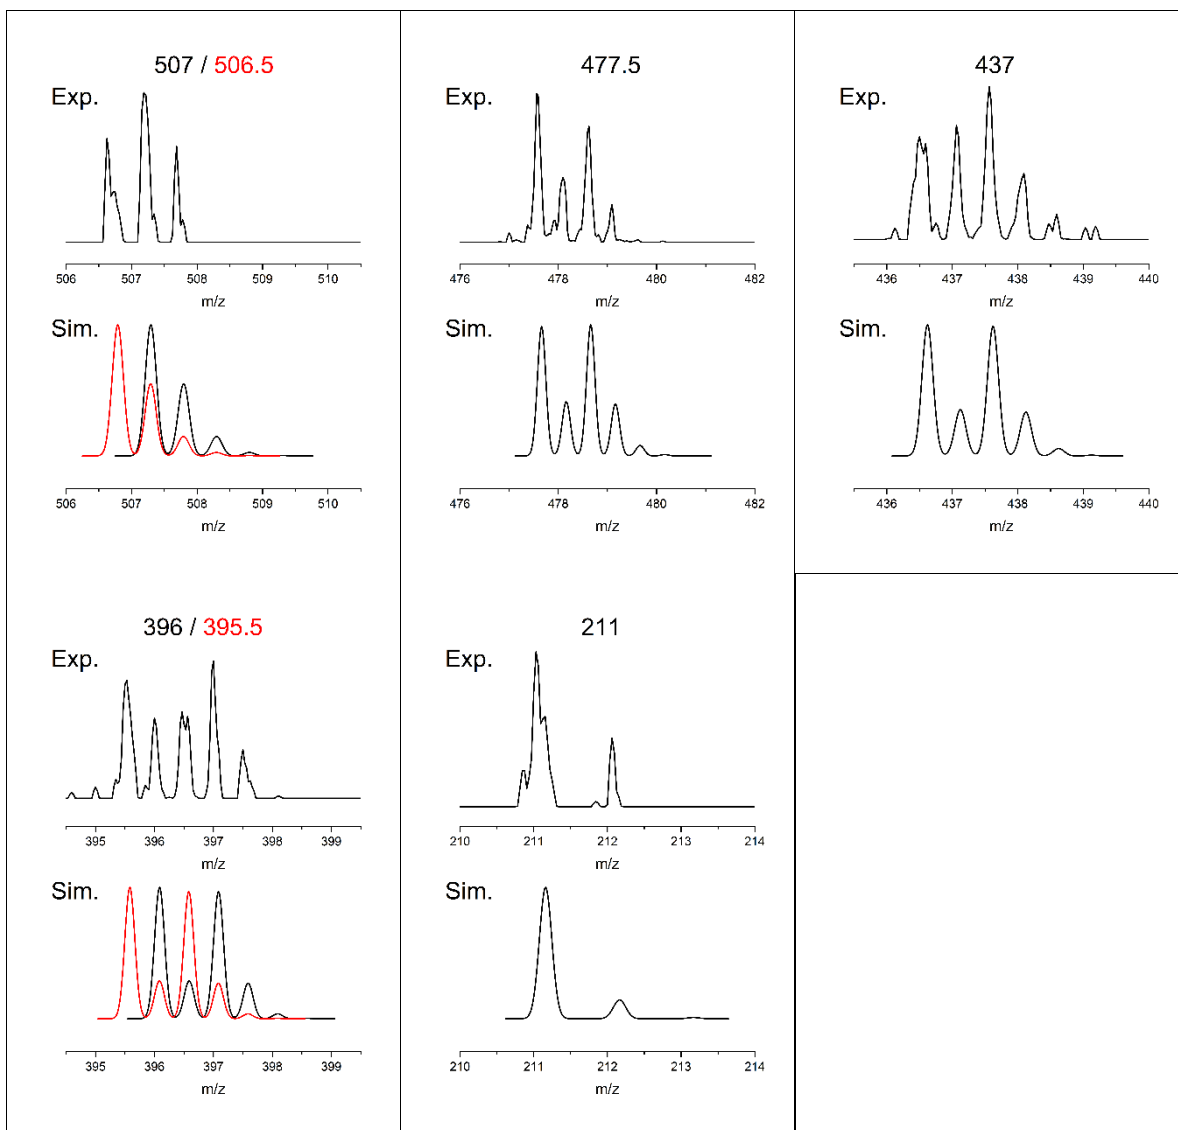 507 / 506.5
Exp.
506 507 508 509 510
m/z
Sim.
506 507 508 509 510
m/z
477.5
Exp.
476 478 480 482
m/z
Sim.
476 478 480 482
m/z
437
Exp.
436 437 438 439 440
m/z
Sim.
436 437 438 439 440
m/z
396 / 395.5
Exp.
395 396 397 398 399
m/z
Sim.
395 396 397 398 399
m/z
211
Exp.
210 211 212 213 214
m/z
Sim.
210 211 212 213 214
m/z